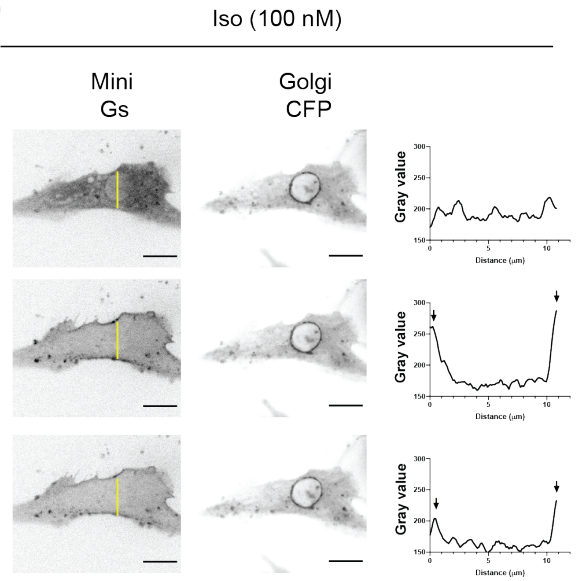 Iso (100 nM)
Mini
Gs
Golgi
CFP
Gray value
300
250
200
150
0
5
10
Distance (μm)
Gray value
300
250
200
150
0
5
10
Distance (μm)
Gray value
300
250
200
150
0
5
10
Distance (μm)